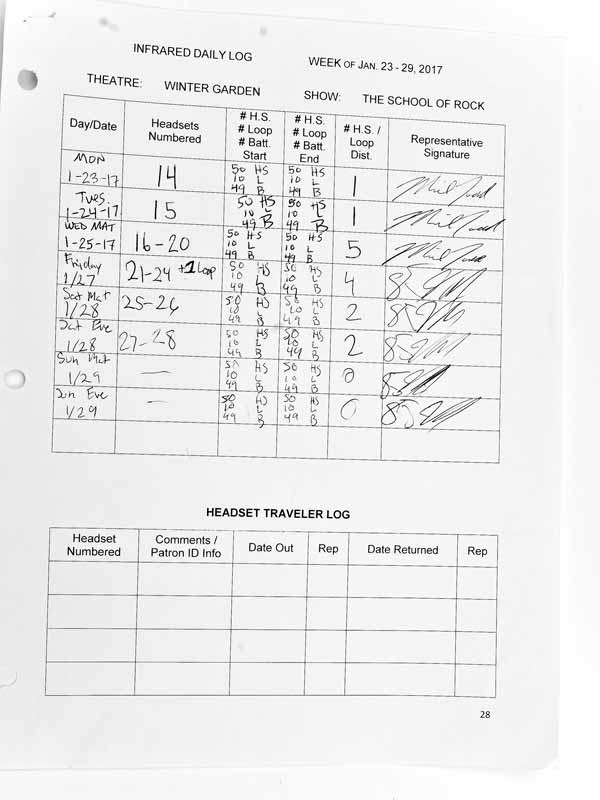 INFRARED DAILY LOG WEEK OF JAN. 23 - 29, 2017
THEATRE: WINTER GARDEN SHOW: THE SCHOOL OF ROCK
Day/Date
Headsets
Numbered
# H.S.
# Loop
# Batt.
Start
# H.S.
# Loop
# Batt.
End
# H.S. /
Loop
Dist.
Representative
Signature
MON
1-23-17
14
50 HS
10 L
49 B
50 HS
10 L
49 B
1
TUES.
1-24-17
15
50 HS
10 L
49 B
50 HS
10 L
49 B
1
WED MAT
1-25-17
16-20
50 HS
10 L
49 B
50 HS
10 L
49 B
5
Friday
1/27
21-24 +1 Loop
50 HS
10 L
49 B
50 HS
10 L
49 B
4
Sat Mat
1/28
25-26
50 HS
10 L
49 B
50 HS
10 L
49 B
2
Sat Eve
1/28
27-28
50 HS
10 L
49 B
50 HS
10 L
49 B
2
Sun Mat
1/29
—
50 HS
10 L
49 B
50 HS
10 L
49 B
0
Sun Eve
1/29
—
50 HS
10 L
49 B
50 HS
10 L
49 B
0
HEADSET TRAVELER LOG
Headset
Numbered
Comments /
Patron ID Info
Date Out
Rep
Date Returned
Rep
28